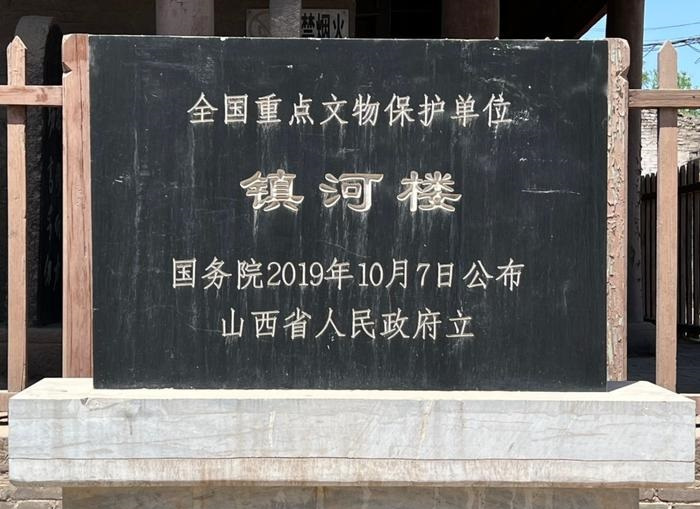 禁烟火
全国重点文物保护单位
镇河楼
国务院2019年10月7日公布
山西省人民政府立